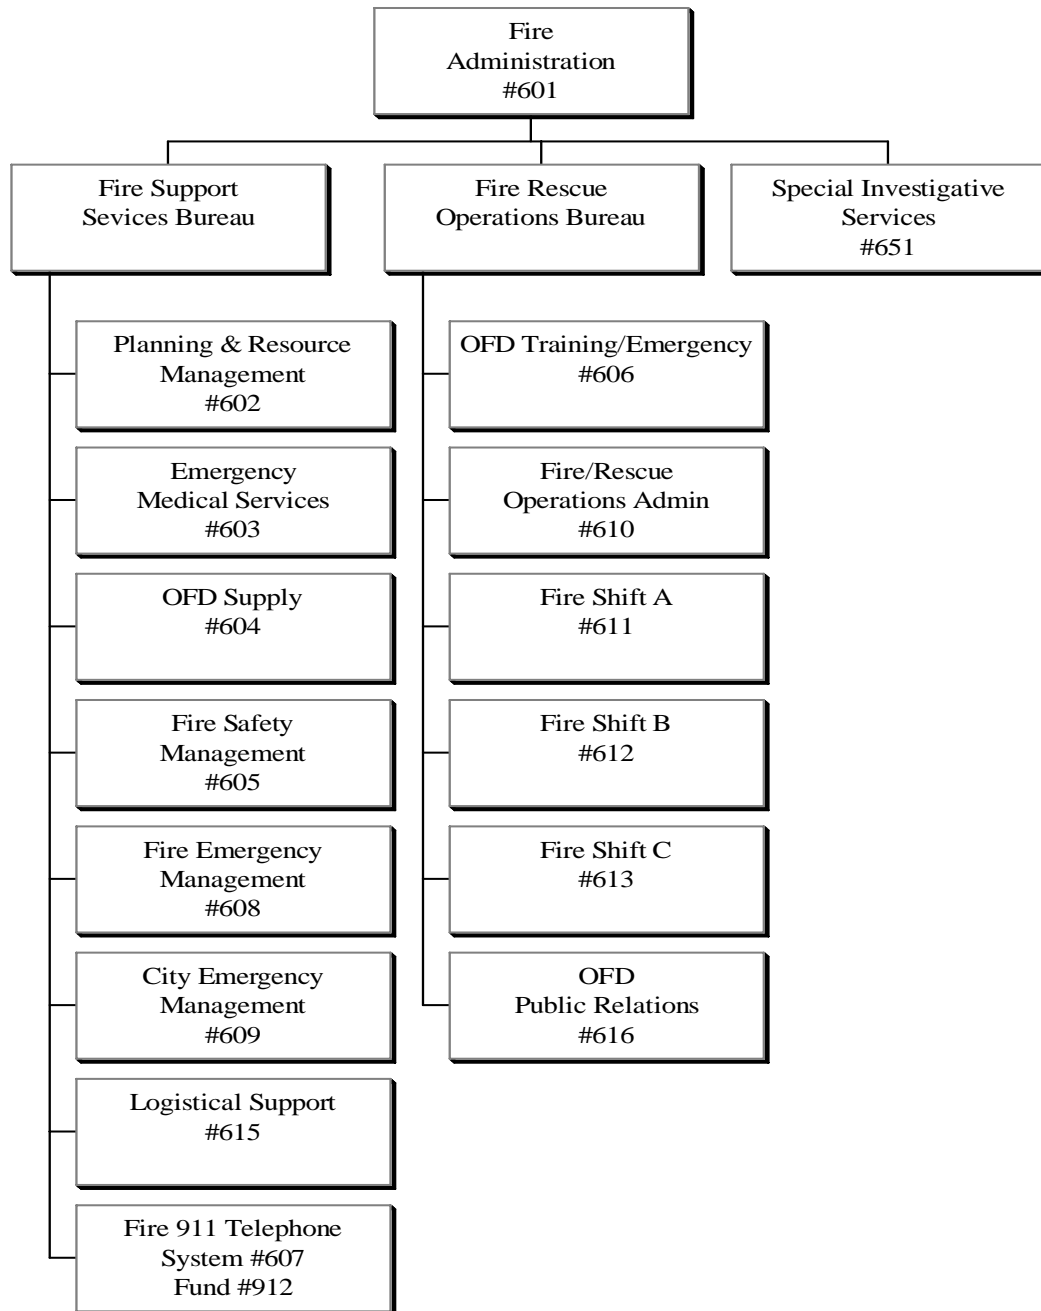 Fire
Administration
#601
Fire Support
Sevices Bureau
Fire Rescue
Operations Bureau
Special Investigative
Services
#651
Planning & Resource
Management
#602
Emergency
Medical Services
#603
OFD Supply
#604
Fire Safety
Management
#605
Fire Emergency
Management
#608
City Emergency
Management
#609
Logistical Support
#615
Fire 911 Telephone
System #607
Fund #912
OFD Training/Emergency
#606
Fire/Rescue
Operations Admin
#610
Fire Shift A
#611
Fire Shift B
#612
Fire Shift C
#613
OFD
Public Relations
#616